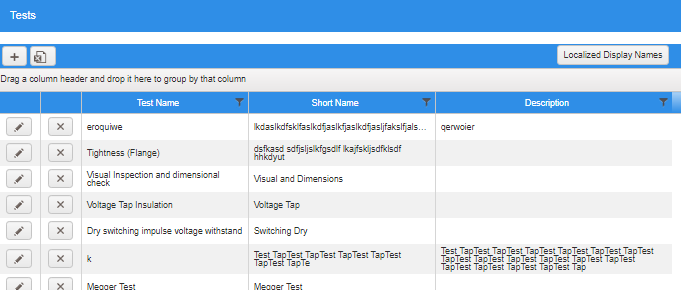 Tests
Localized Display Names
Drag a column header and drop it here to group by that column
Test Name Short Name Description
eroquiwe lkdaslkdfsklfaslkdfjaslkfjaslkdfjasljfakslfjals... qerwoier
Tightness (Flange) dsfkasd sdfjsljslkfgsdlf lkajfskljsdfklsdf
hhkdyut
Visual Inspection and dimensional
check Visual and Dimensions
Voltage Tap Insulation Voltage Tap
Dry switching impulse voltage withstand Switching Dry
k Test TapTest TapTest TapTest TapTest
TapTest TapTe
Test TapTest TapTest TapTest TapTest TapTest TapTest
TapTest TapTest TapTest TapTest TapTest TapTest
TapTest TapTest TapTest TapTest Tap
Megger Test Megger Test